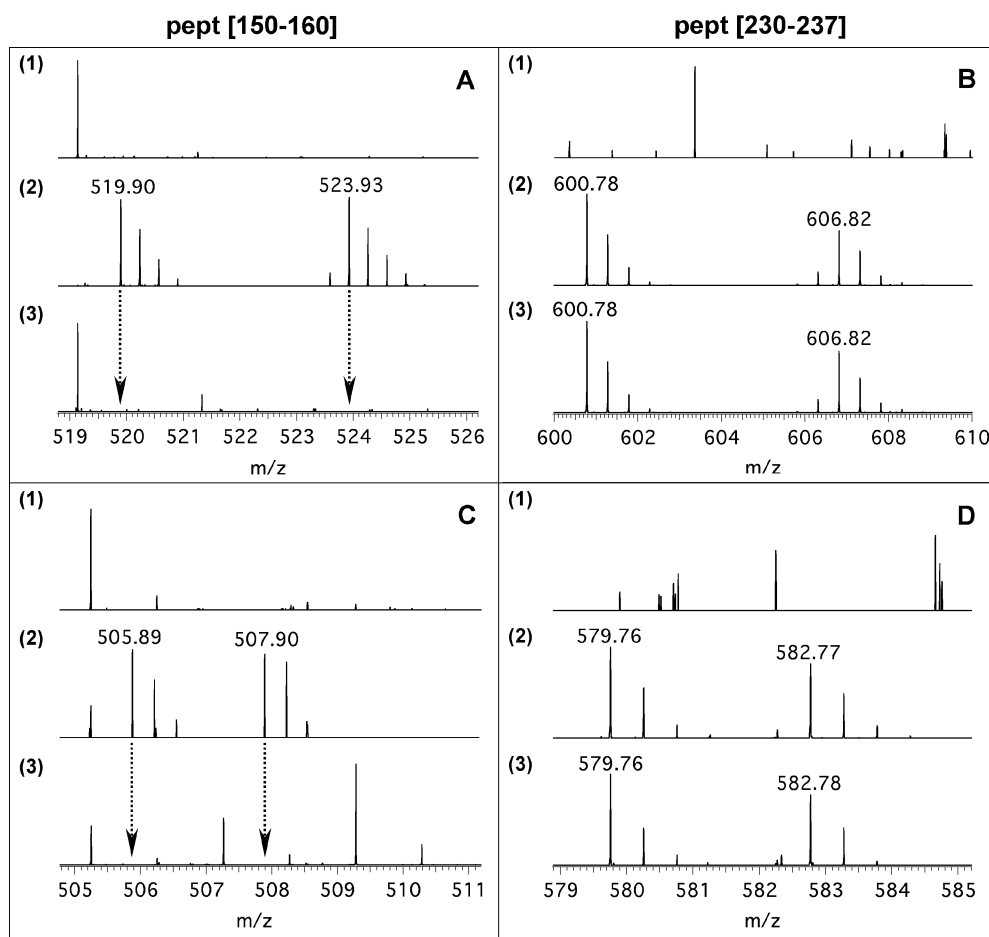 pept [150-160]
pept [230-237]
(1)
A
(2)
519.90
523.93
(3)
519 520 521 522 523 524 525 526
m/z
(1)
B
(2)
600.78
606.82
(3)
600.78
606.82
600 602 604 606 608 610
m/z
(1)
C
(2)
505.89
507.90
(3)
505 506 507 508 509 510 511
m/z
(1)
D
(2)
579.76
582.77
(3)
579.76
582.78
579 580 581 582 583 584 585
m/z